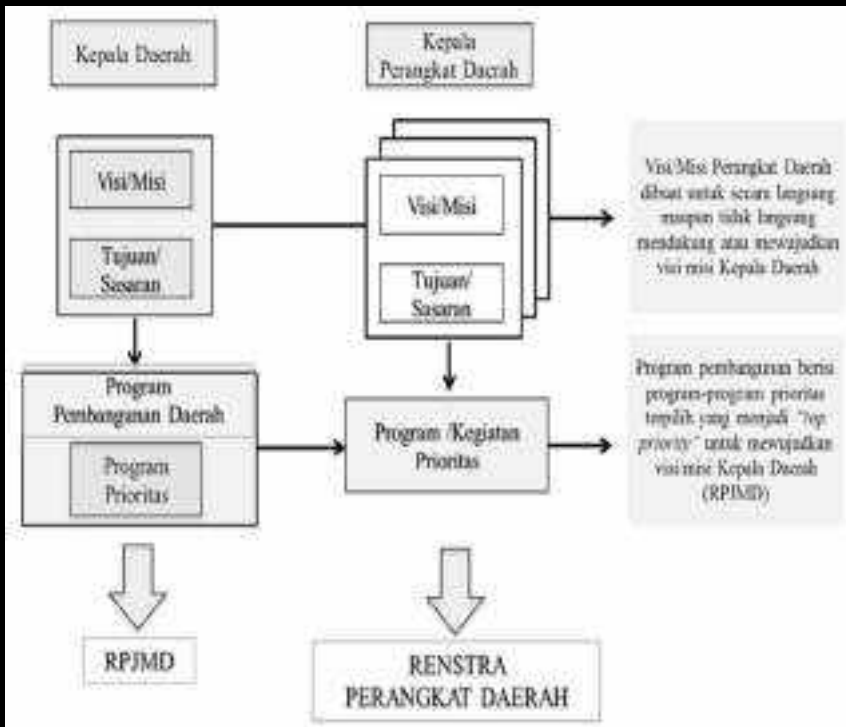 Kepala Daerah
Kepala
Perangkat Daerah
Visi/Misi
Tujuan/
Sasaran
Visi/Misi
Tujuan/
Sasaran
Visi/Misi Perangkat Daerah
dibuat untuk secara langsung
maupun tidak langsung
mendukung atau mewujudkan
visi misi Kepala Daerah
Program
Pembangunan Daerah
Program
Prioritas
Program /Kegiatan
Prioritas
Program pembangunan berisi
program-program prioritas
terpilih yang menjadi "top
priority" untuk mewujudkan
visi misi Kepala Daerah
(RPJMD)
RPJMD
RENSTRA
PERANGKAT DAERAH